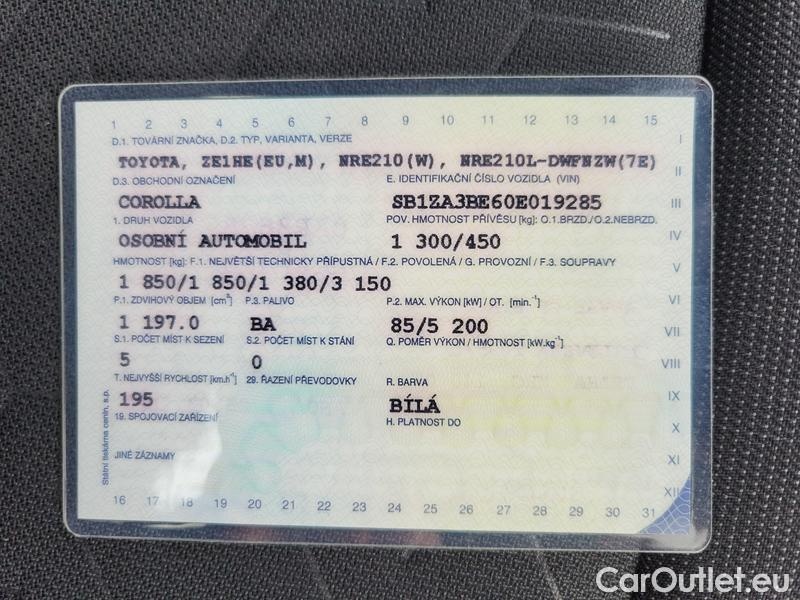 1 2 3 4 5 6 7 8 9 10 11 12 13 14 15
D.1. TOVÁRNÍ ZNAČKA, D.2. TYP, VARIANTA, VERZE I
TOYOTA, ZE1HE(EU,M), NRE210(W), NRE210L-DWFNZW(7E)
D.3. OBCHODNÍ OZNAČENÍ E. IDENTIFIKAČNÍ ČÍSLO VOZIDLA (VIN) II
COROLLA SB1ZA3BE60E019285 III
1. DRUH VOZIDLA POV. HMOTNOST PŘÍVĚSU [kg]: O.1.BRZD./O.2.NEBRZD.
OSOBNÍ AUTOMOBIL 1 300/450 IV
HMOTNOST [kg]: F.1. NEJVĚTŠÍ TECHNICKY PŘÍPUSTNÁ / F.2. POVOLENÁ / G. PROVOZNÍ / F.3. SOUPRAVY V
1 850/1 850/1 380/3 150
P.1. ZDVIHOVÝ OBJEM [cm³] P.3. PALIVO P.2. MAX. VÝKON [kW] / OT. [min.⁻¹] VI
1 197.0 BA 85/5 200 VII
S.1. POČET MÍST K SEZENÍ S.2. POČET MÍST K STÁNÍ Q. POMĚR VÝKON / HMOTNOST [kW.kg⁻¹]
5 0 VIII
T. NEJVYŠŠÍ RYCHLOST [km.h⁻¹] 29. ŘAZENÍ PŘEVODOVKY R. BARVA
195 BÍLÁ IX
19. SPOJOVACÍ ZAŘÍZENÍ H. PLATNOST DO X
JINÉ ZÁZNAMY XI
XII
16 17 18 19 20 21 22 23 24 25 26 27 28 29 30 31
Státní tiskárna cenin, s.p.
CarOutlet.eu